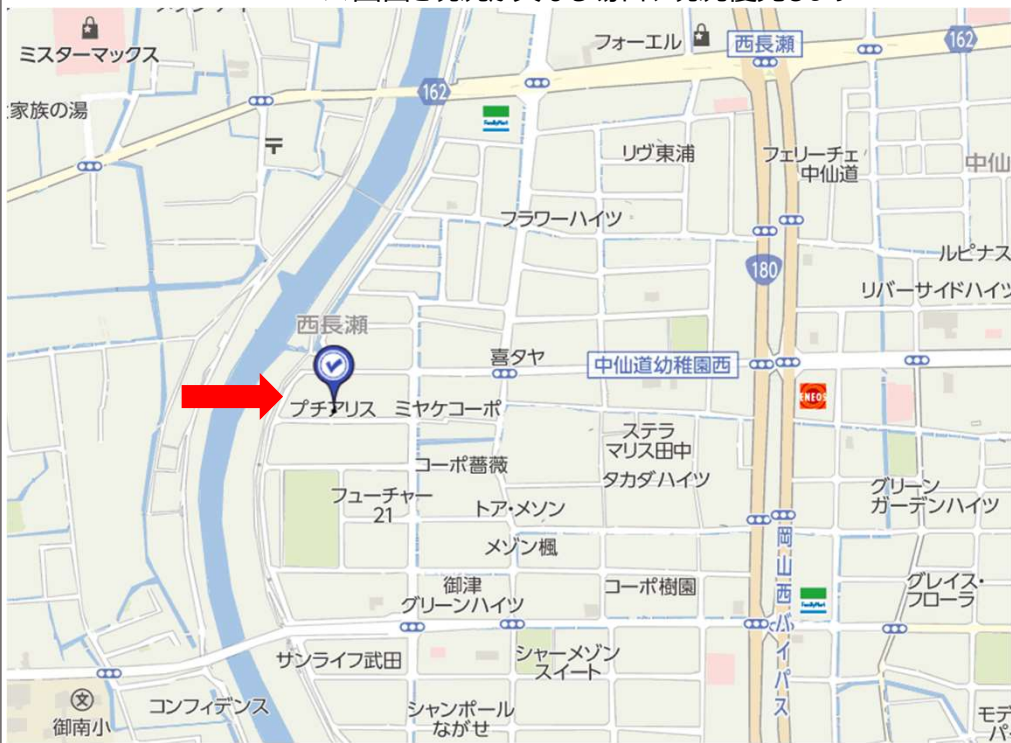 ミスターマックス
家族の湯
162
フォーエル
西長瀬
162
FamilyMart
リヴ東浦
フェリーチェ
中仙道
フラワーハイツ
180
ルピナス
リバーサイドハイツ
西長瀬
喜タヤ
中仙道幼稚園西
ENEOS
プチアリス
ミヤケコーポ
ステラ
マリス田中
コーポ薔薇
タカダハイツ
フューチャー
21
トア・メゾン
グリーン
ガーデンハイツ
メゾン楓
岡山西バイパス
御津
グリーンハイツ
コーポ樹園
FamilyMart
グレイス・
フローラ
サンライフ武田
シャーメゾン
スイート
文
御南小
コンフィデンス
シャンポール
ながせ